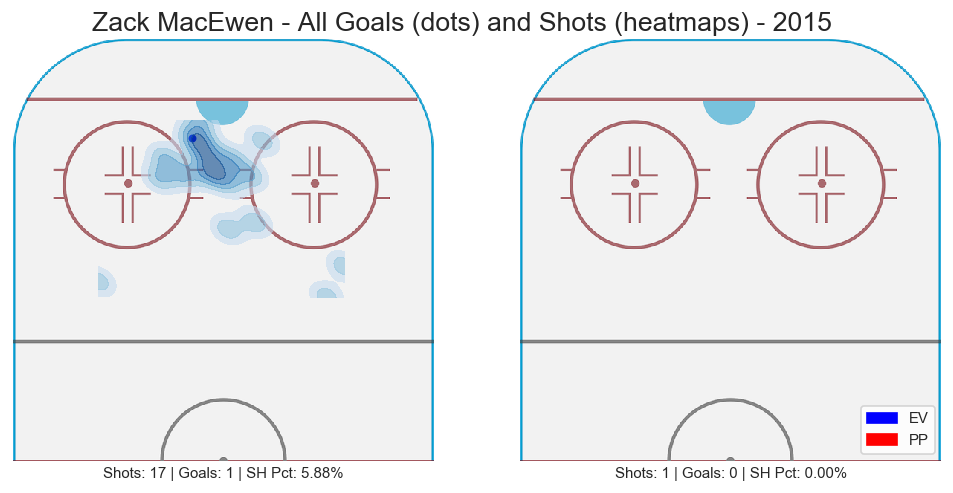 Zack MacEwen - All Goals (dots) and Shots (heatmaps) - 2015
EV
PP
Shots: 17 | Goals: 1 | SH Pct: 5.88%
Shots: 1 | Goals: 0 | SH Pct: 0.00%